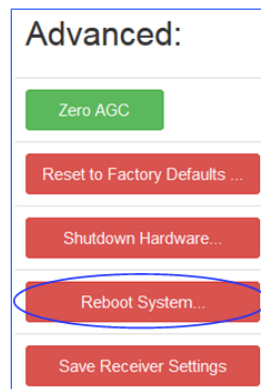 Advanced:
Zero AGC
Reset to Factory Defaults ...
Shutdown Hardware...
Reboot System...
Save Receiver Settings